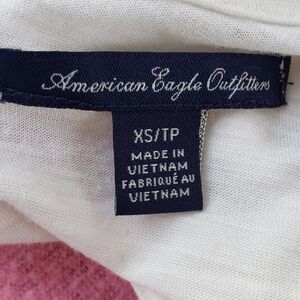 American Eagle Outfitters
XS/TP
MADE IN
VIETNAM
FABRIQUÉ AU
VIETNAM